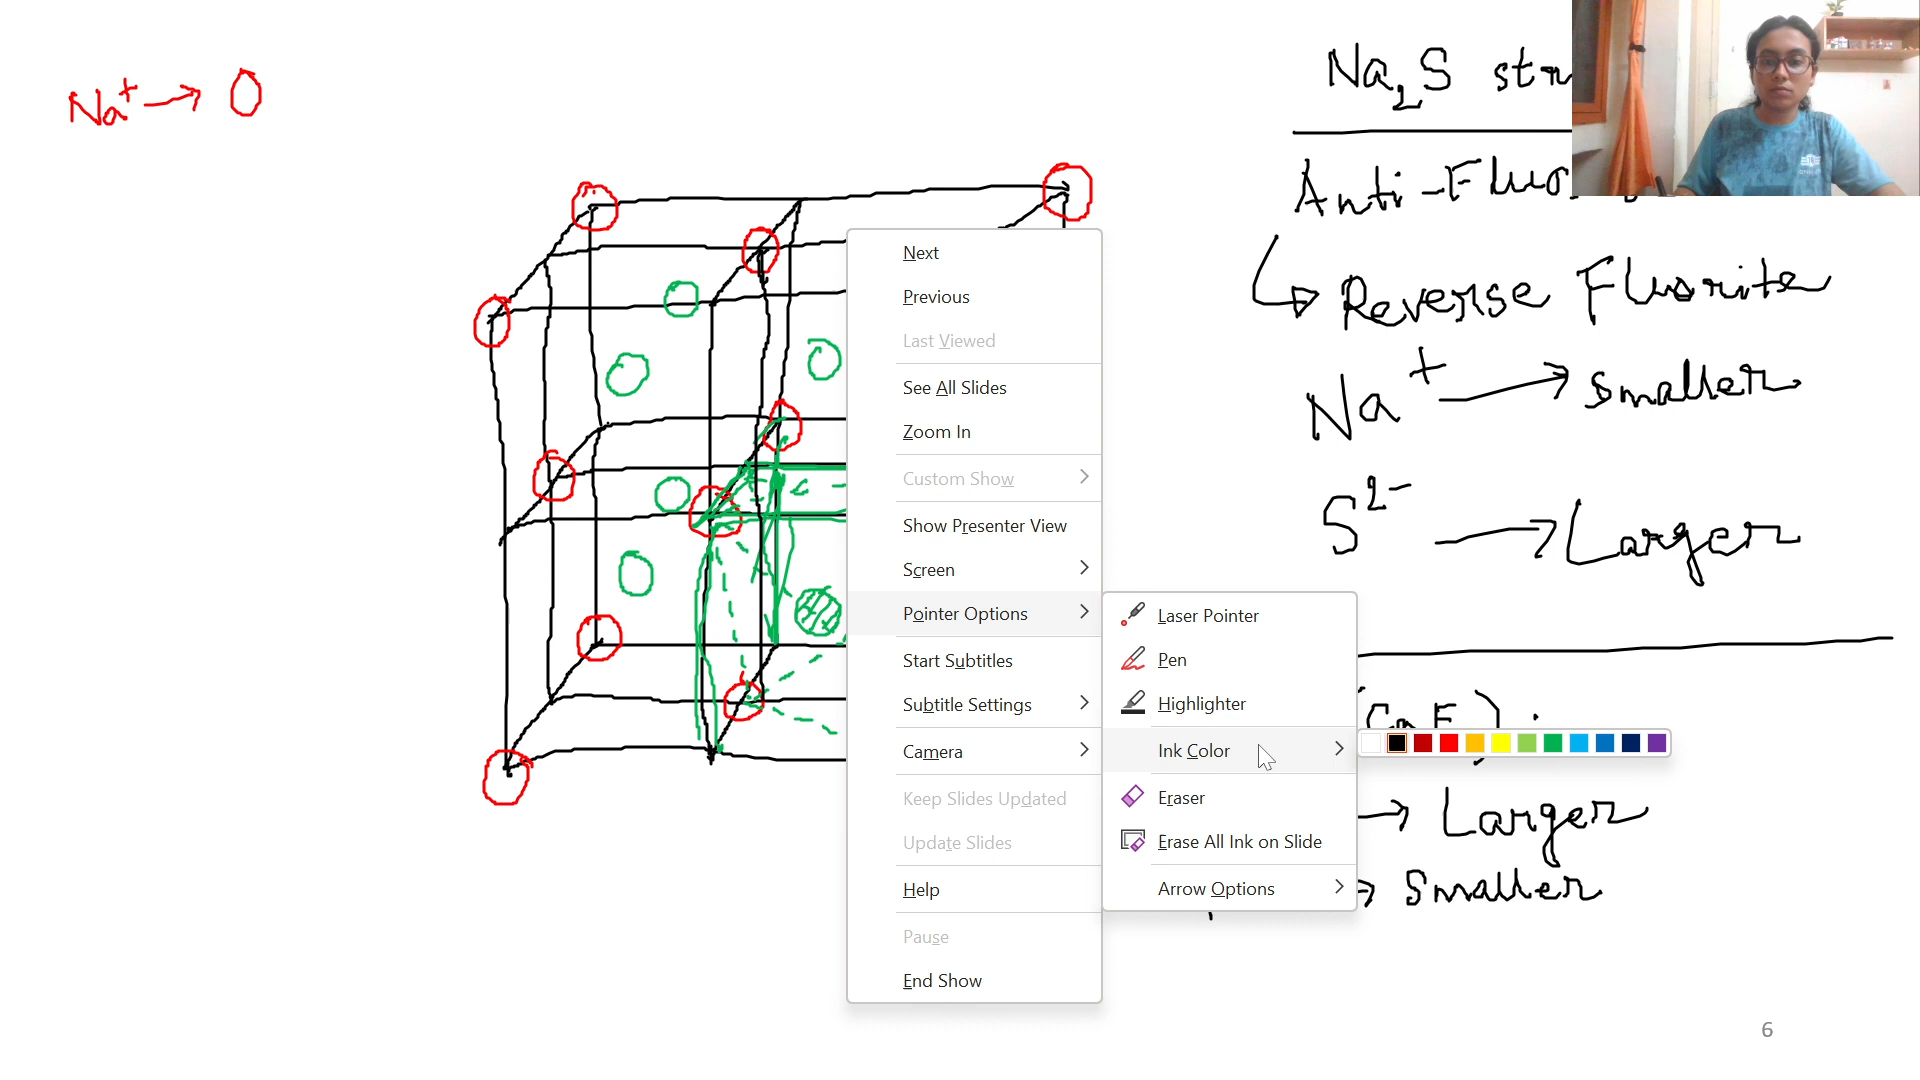 Na⁺ → O
Na₂S
Anti-Fluo
Reverse Fluorite
Na⁺ → Smaller
S²⁻ → Larger
→ Larger
→ Smaller
Next
Previous
Last Viewed
See All Slides
Zoom In
Custom Show
Show Presenter View
Screen
Pointer Options
Start Subtitles
Subtitle Settings
Camera
Keep Slides Updated
Update Slides
Help
Pause
End Show
Laser Pointer
Pen
Highlighter
Ink Color
Eraser
Erase All Ink on Slide
Arrow Options
6